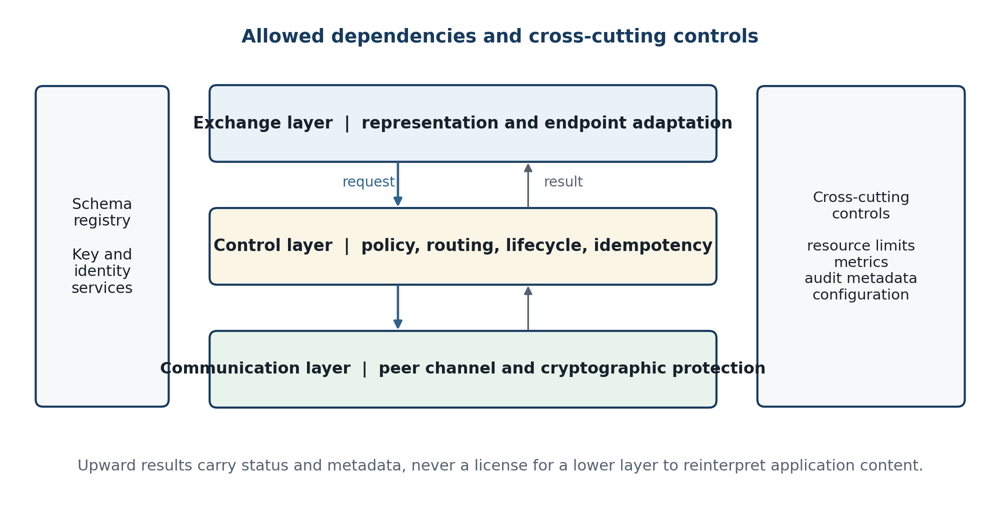 Allowed dependencies and cross-cutting controls
Schema
registry
Key and
identity
services
Exchange layer | representation and endpoint adaptation
request
result
Control layer | policy, routing, lifecycle, idempotency
Communication layer | peer channel and cryptographic protection
Cross-cutting
controls
resource limits
metrics
audit metadata
configuration
Upward results carry status and metadata, never a license for a lower layer to reinterpret application content.